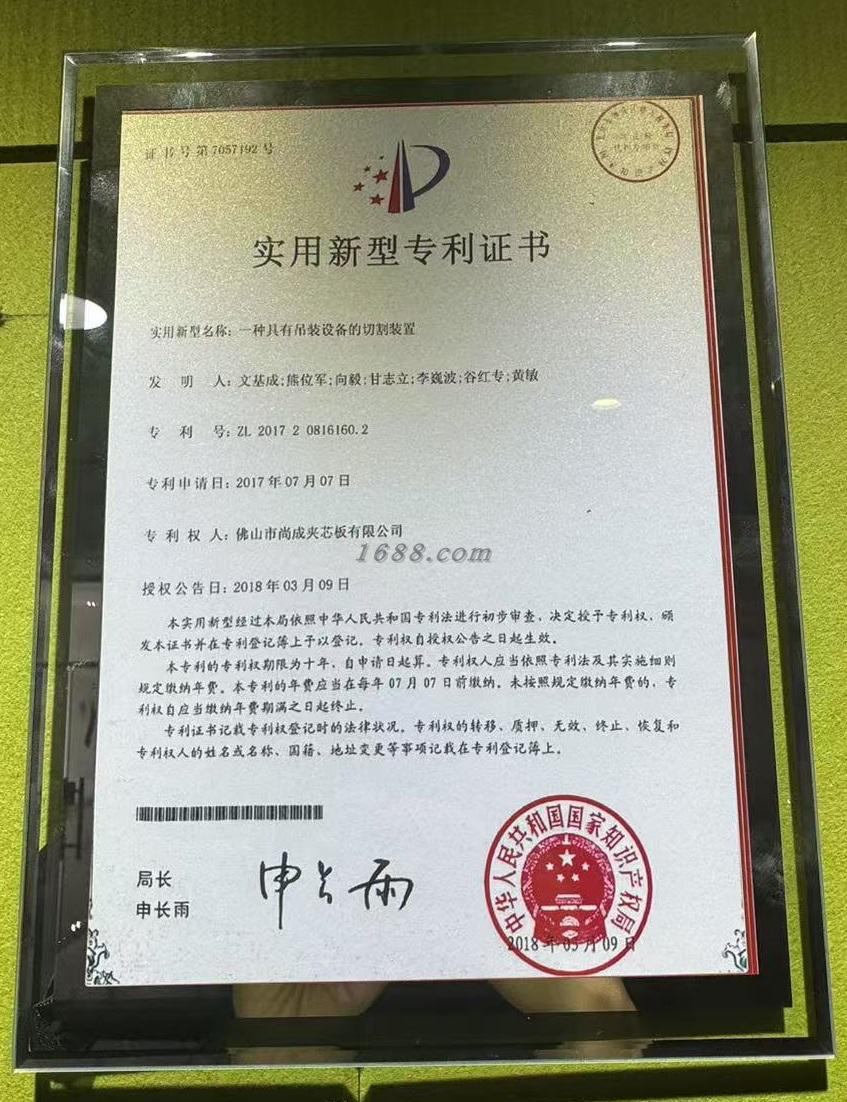 证书号第7057192号
实用新型专利证书
实用新型名称：一种具有吊装设备的切割装置
发 明 人：文基成;熊位军;向毅;甘志立;李巍波;谷红专;黄敏
专 利 号：ZL 2017 2 0816160.2
专利申请日：2017年07月07日
专 利 权 人：佛山市尚成夹芯板有限公司
1688.com
授权公告日：2018年03月09日
本实用新型经过本局依照中华人民共和国专利法进行初步审查，决定授予专利权，颁
发本证书并在专利登记簿上予以登记。专利权自授权公告之日起生效。
本专利的专利权期限为十年，自申请日起算。专利权人应当依照专利法及其实施细则
规定缴纳年费。本专利的年费应当在每年07月07日前缴纳。未按照规定缴纳年费的，专
利权自应当缴纳年费期满之日起终止。
专利证书记载专利权登记时的法律状况。专利权的转移、质押、无效、终止、恢复和
专利权人的姓名或名称、国籍、地址变更等事项记载在专利登记簿上。
局长
申长雨
申长雨
中华人民共和国国家知识产权局
2018年03月09日